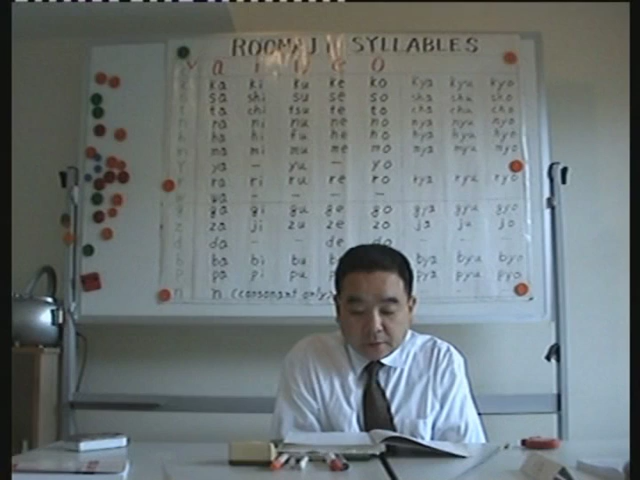 ROOMAJI SYLLABLES
a i u e o
ka ki ku ke ko kya kyu kyo
sa shi su se so sha shu sho
ta chi tsu te to cha chu cho
na ni nu ne no nya nyu nyo
ha hi fu he ho hya hyu hyo
ma mi mu me mo mya myu myo
ya – yu – yo
ra ri ru re ro rya ryu ryo
wa – – –
ga gi gu ge go gya gyu gyo
za ji zu ze zo ja ju jo
da – – de do
ba bi bu bya byu byo
pa pi pu pya pyu pyo
n n (consonant only)